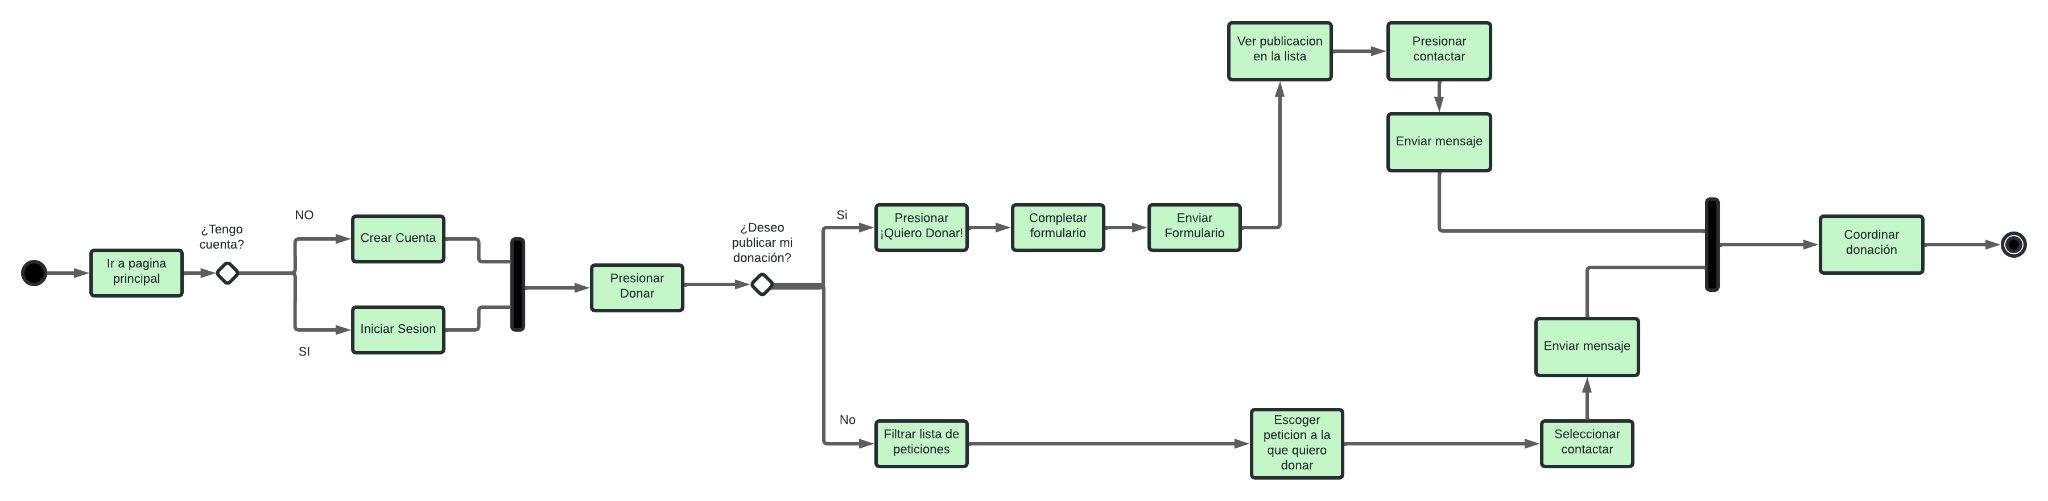 Ir a pagina
principal
¿Tengo
cuenta?
NO
Crear Cuenta
SI
Iniciar Sesion
Presionar
Donar
¿Deseo
publicar mi
donación?
Si
Presionar
¡Quiero Donar!
Completar
formulario
Enviar
Formulario
Ver publicacion
en la lista
Presionar
contactar
Enviar mensaje
No
Filtrar lista de
peticiones
Escoger
peticion a la
que quiero
donar
Seleccionar
contactar
Enviar mensaje
Coordinar
donación